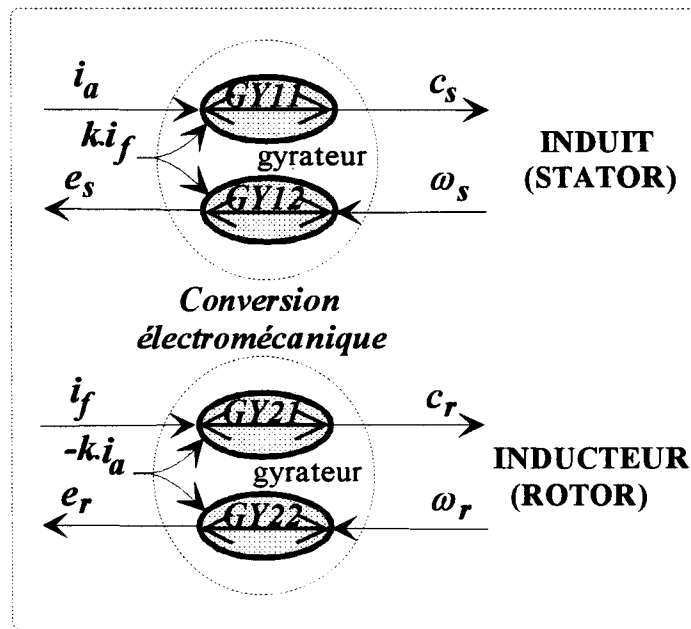 i_a
GY11
c_s
k.i_f
gyrateur
INDUIT
(STATOR)
e_s
GY12
ω_s
Conversion
électromécanique
i_f
GY21
c_r
-k.i_a
gyrateur
INDUCTEUR
(ROTOR)
e_r
GY22
ω_r